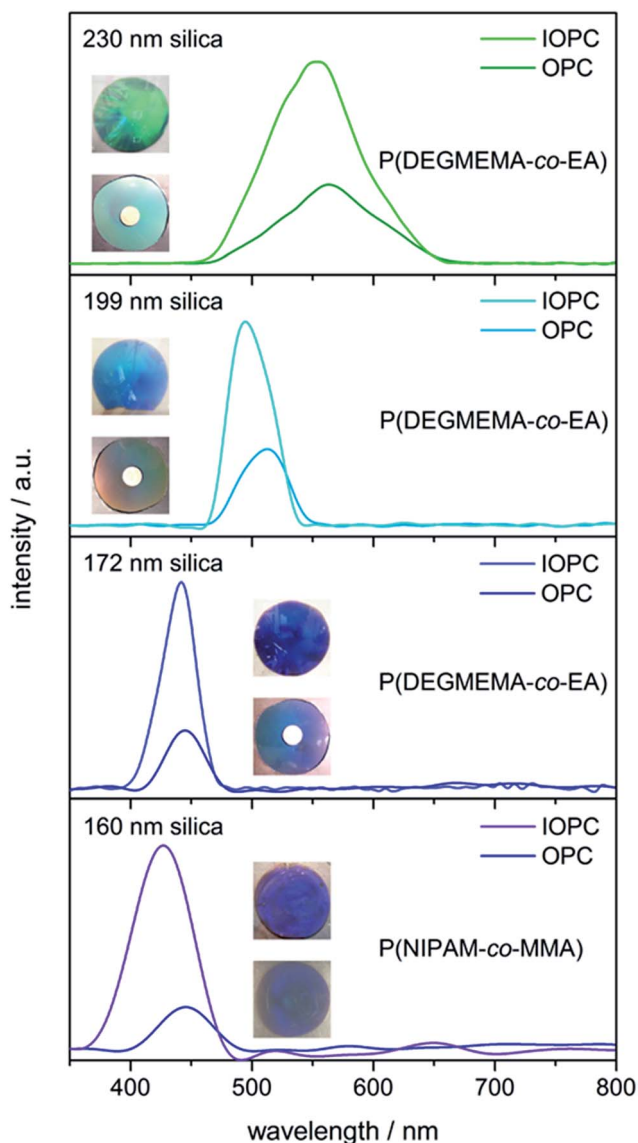 230 nm silica
IOPC
OPC
P(DEGMEMA-co-EA)
199 nm silica
IOPC
OPC
P(DEGMEMA-co-EA)
172 nm silica
IOPC
OPC
P(DEGMEMA-co-EA)
160 nm silica
IOPC
OPC
P(NIPAM-co-MMA)
intensity / a.u.
400 500 600 700 800
wavelength / nm